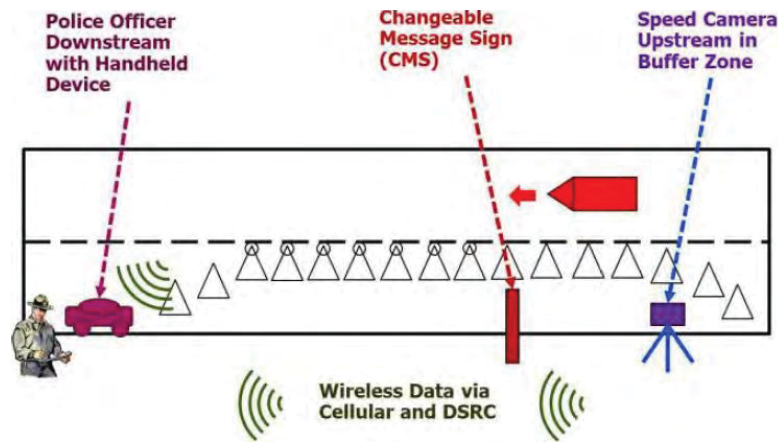 Police Officer
Downstream
with Handheld
Device
Changeable
Message Sign
(CMS)
Speed Camera
Upstream in
Buffer Zone
Wireless Data via
Cellular and DSRC